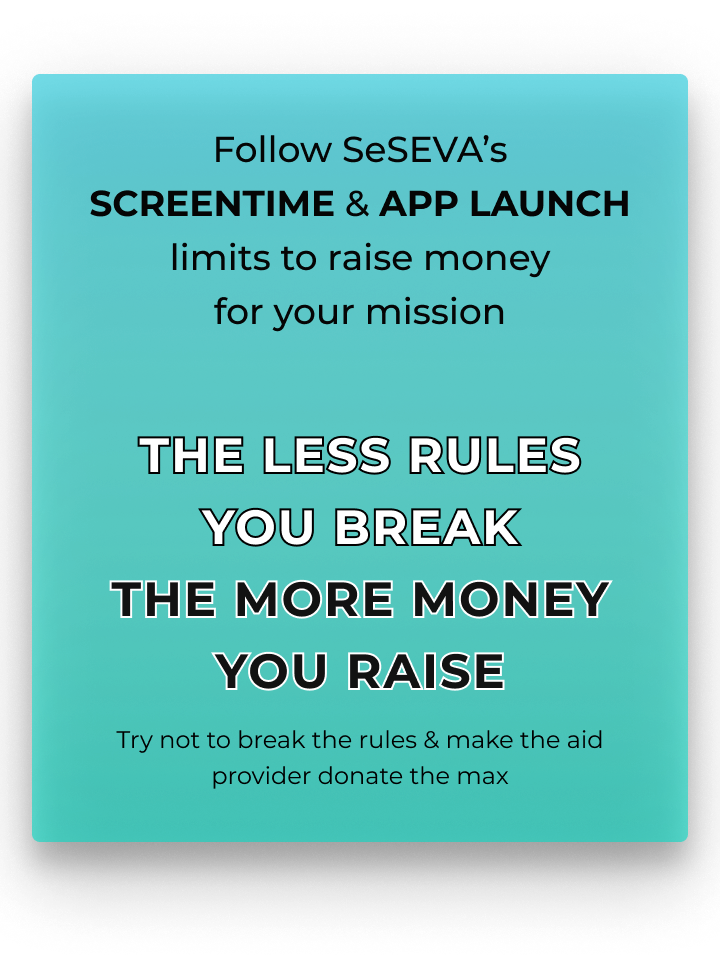 Follow SeSEVA’s
SCREENTIME & APP LAUNCH
limits to raise money
for your mission
THE LESS RULES
YOU BREAK
THE MORE MONEY
YOU RAISE
Try not to break the rules & make the aid
provider donate the max